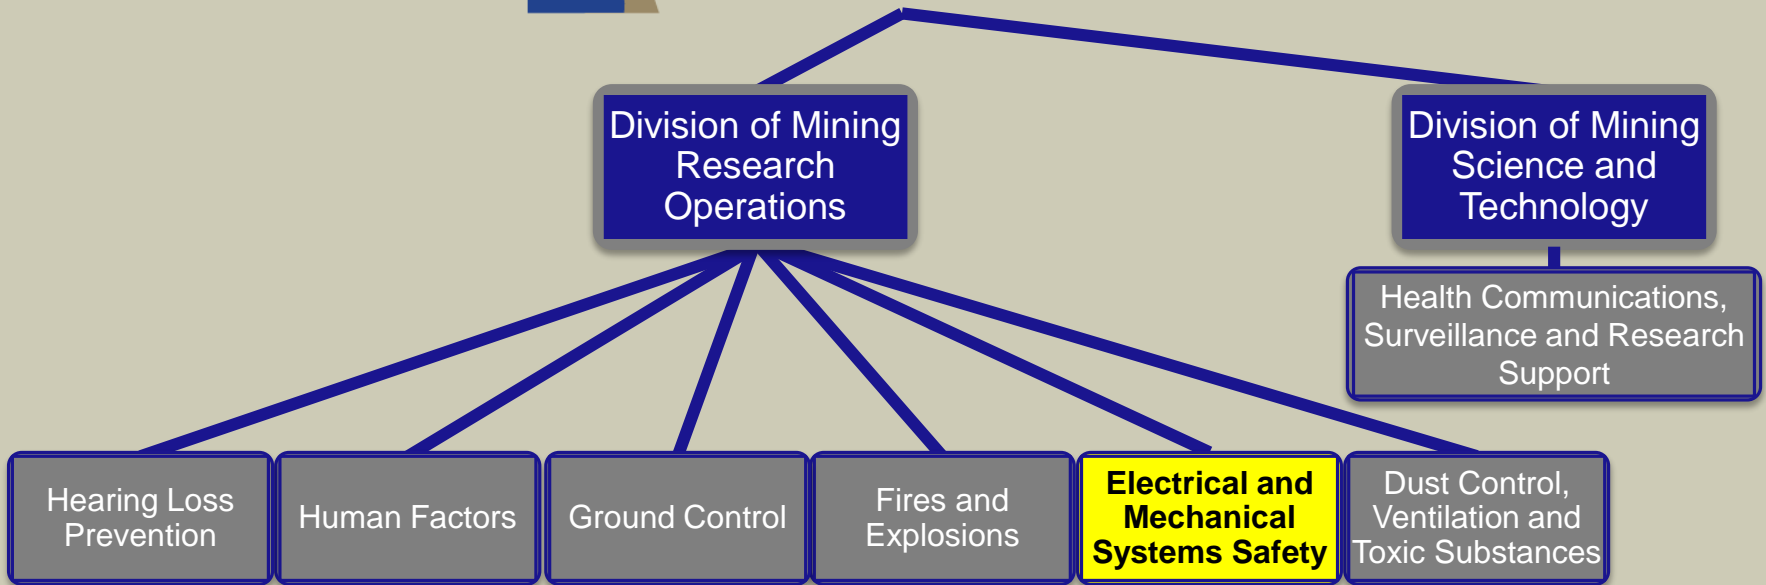 Division of Mining
Research
Operations
Division of Mining
Science and
Technology
Health Communications,
Surveillance and Research
Support
Hearing Loss
Prevention
Human Factors
Ground Control
Fires and
Explosions
Electrical and
Mechanical
Systems Safety
Dust Control,
Ventilation and
Toxic Substances